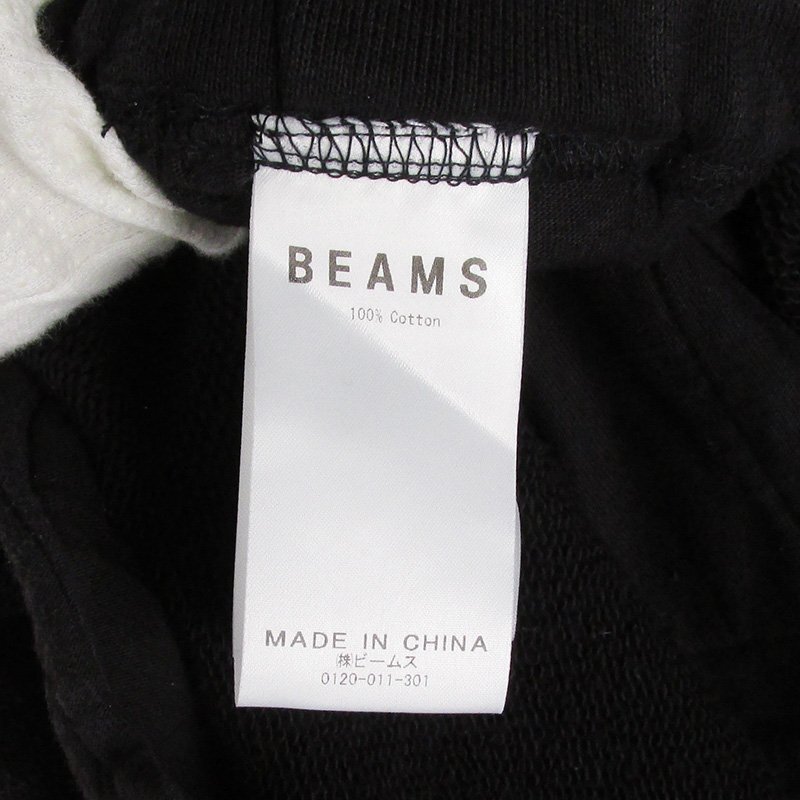 BEAMS
100% Cotton
MADE IN CHINA
㈱ビームス
0120-011-301